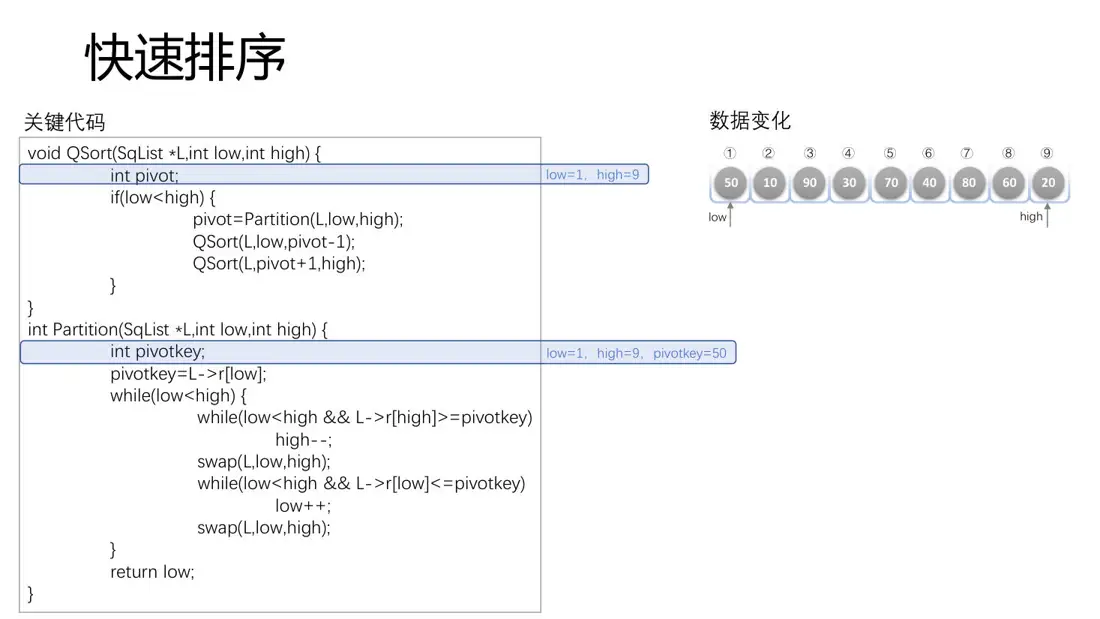 快速排序
关键代码
void QSort(SqList *L,int low,int high) {
int pivot;
low=1，high=9
if(low<high) {
pivot=Partition(L,low,high);
QSort(L,low,pivot-1);
QSort(L,pivot+1,high);
}
}
int Partition(SqList *L,int low,int high) {
int pivotkey;
low=1，high=9，pivotkey=50
pivotkey=L->r[low];
while(low<high) {
while(low<high && L->r[high]>=pivotkey)
high--;
swap(L,low,high);
while(low<high && L->r[low]<=pivotkey)
low++;
swap(L,low,high);
}
return low;
}
数据变化
① ② ③ ④ ⑤ ⑥ ⑦ ⑧ ⑨
50 10 90 30 70 40 80 60 20
low high